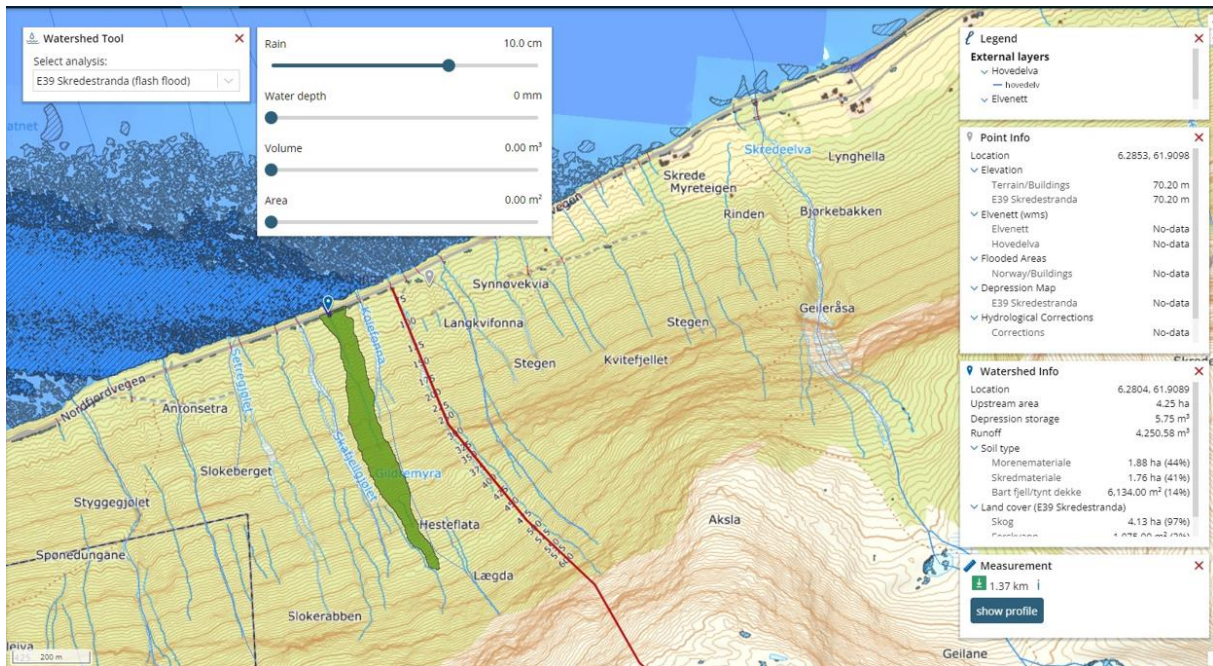 Watershed Tool
Select analysis:
E39 Skredestranda (flash flood)
Rain 10.0 cm
Water depth 0 mm
Volume 0.00 m³
Area 0.00 m²
Legend
External layers
Hovedelva
hovedelv
Elvenett
Point Info
Location 6.2853, 61.9098
Elevation
Terrain/Buildings 70.20 m
E39 Skredestranda 70.20 m
Elvenett (wms)
Elvenett No-data
Hovedelva No-data
Flooded Areas
Norway/Buildings No-data
Depression Map
E39 Skredestranda No-data
Hydrological Corrections
Corrections No-data
Watershed Info
Location 6.2804, 61.9089
Upstream area 4.25 ha
Depression storage 5.75 m³
Runoff 4,250.58 m³
Soil type
Morenemateriale 1.88 ha (44%)
Skredmateriale 1.76 ha (41%)
Bart fjell/tynt dekke 6,134.00 m² (14%)
Land cover (E39 Skredestranda)
Skog 4.13 ha (97%)
Measurement
1.37 km
show profile
atnet
Skredeelva
Lynghella
Skrede
Myreteigen
Rinden
Bjørkebakken
Synnøvekvia
Geileråsa
Langkvifonna
Stegen
Stegen
Kvitefjellet
Nordfjordvegen
Antonsetra
Slokeberget
Gildremyra
Styggegjølet
Hesteflata
Aksla
Spønedungane
Lægda
Slokerabben
Geilane
200 m